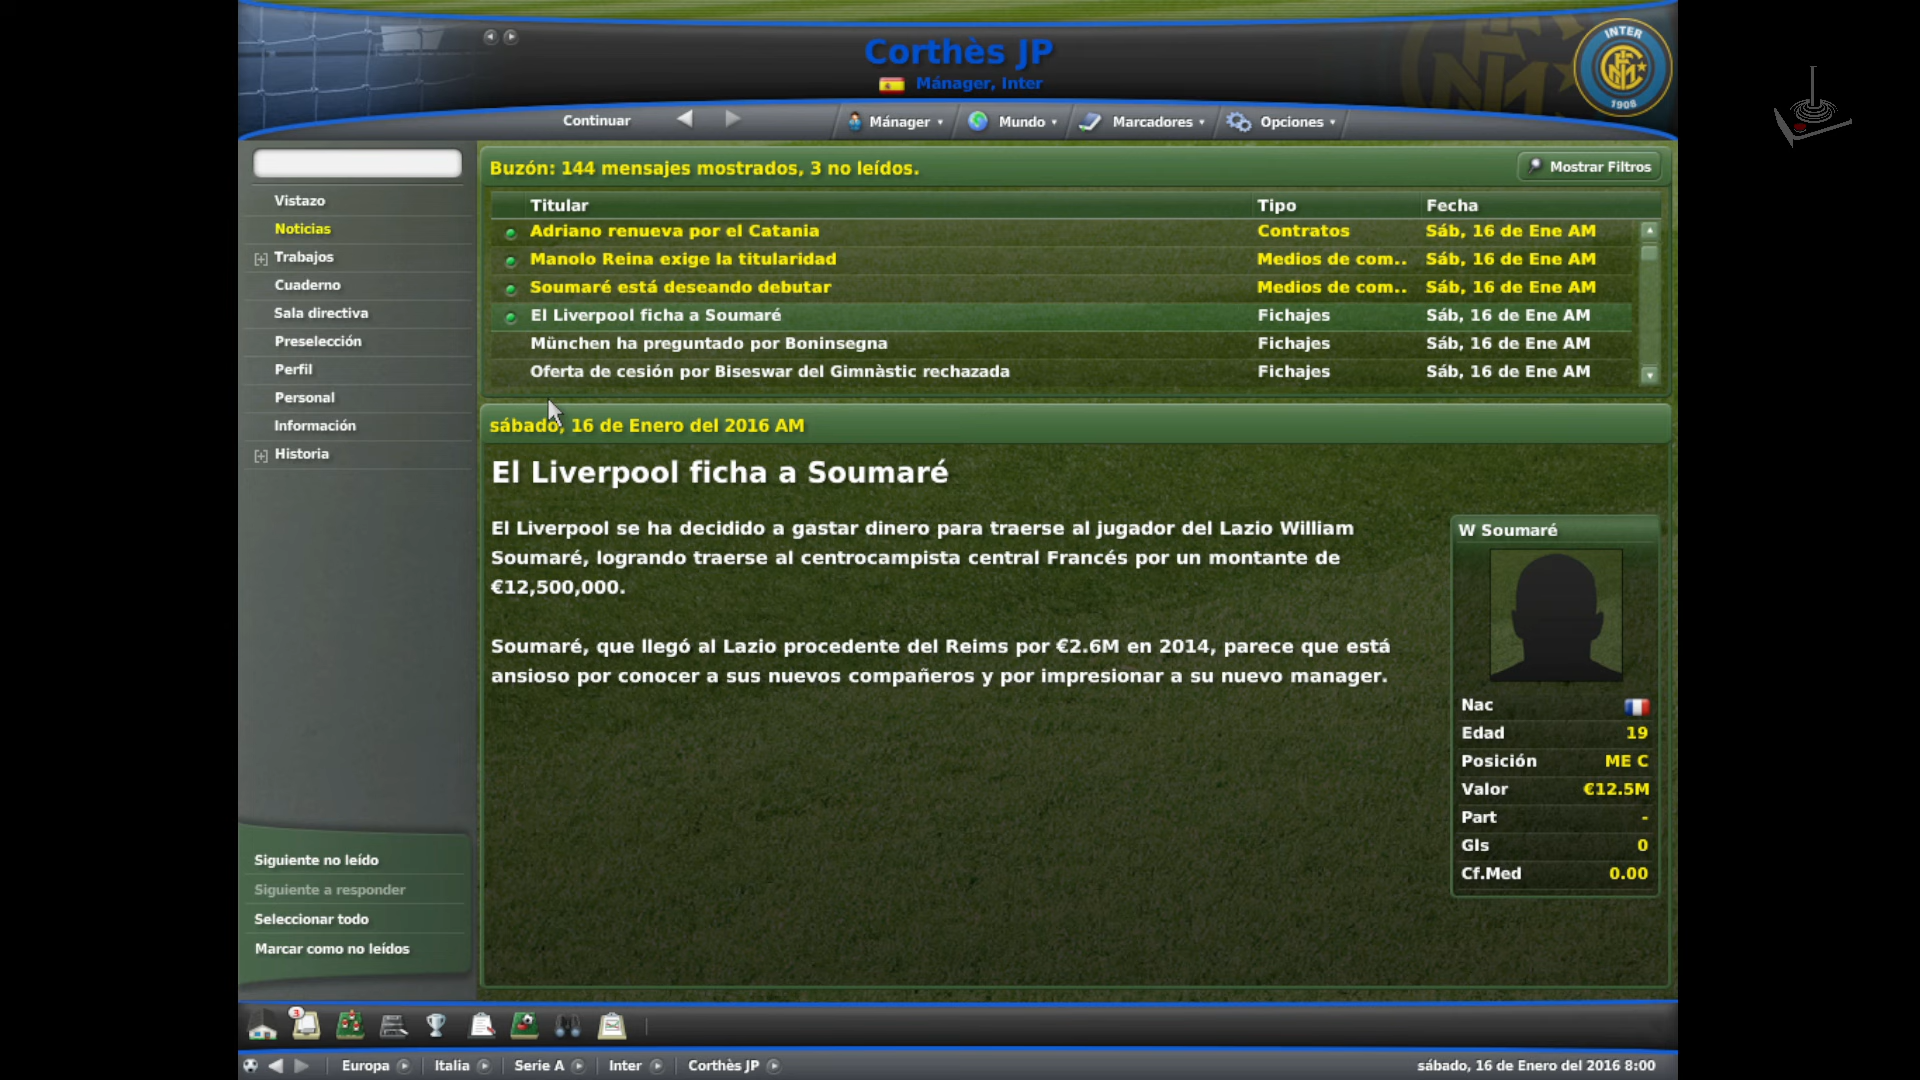 Corthès JP
Mánager, Inter
INTER
1908
Continuar
Mánager
Mundo
Marcadores
Opciones
Buzón: 144 mensajes mostrados, 3 no leídos.
Mostrar Filtros
Titular Tipo Fecha
Adriano renueva por el Catania Contratos Sáb, 16 de Ene AM
Manolo Reina exige la titularidad Medios de com.. Sáb, 16 de Ene AM
Soumaré está deseando debutar Medios de com.. Sáb, 16 de Ene AM
El Liverpool ficha a Soumaré Fichajes Sáb, 16 de Ene AM
München ha preguntado por Boninsegna Fichajes Sáb, 16 de Ene AM
Oferta de cesión por Biseswar del Gimnàstic rechazada Fichajes Sáb, 16 de Ene AM
Vistazo
Noticias
Trabajos
Cuaderno
Sala directiva
Preselección
Perfil
Personal
Información
Historia
sábado, 16 de Enero del 2016 AM
El Liverpool ficha a Soumaré
El Liverpool se ha decidido a gastar dinero para traerse al jugador del Lazio William
Soumaré, logrando traerse al centrocampista central Francés por un montante de
€12,500,000.
Soumaré, que llegó al Lazio procedente del Reims por €2.6M en 2014, parece que está
ansioso por conocer a sus nuevos compañeros y por impresionar a su nuevo manager.
W Soumaré
Nac
Edad 19
Posición ME C
Valor €12.5M
Part -
Gls 0
Cf.Med 0.00
Siguiente no leído
Siguiente a responder
Seleccionar todo
Marcar como no leídos
3
Europa
Italia
Serie A
Inter
Corthès JP
sábado, 16 de Enero del 2016 8:00